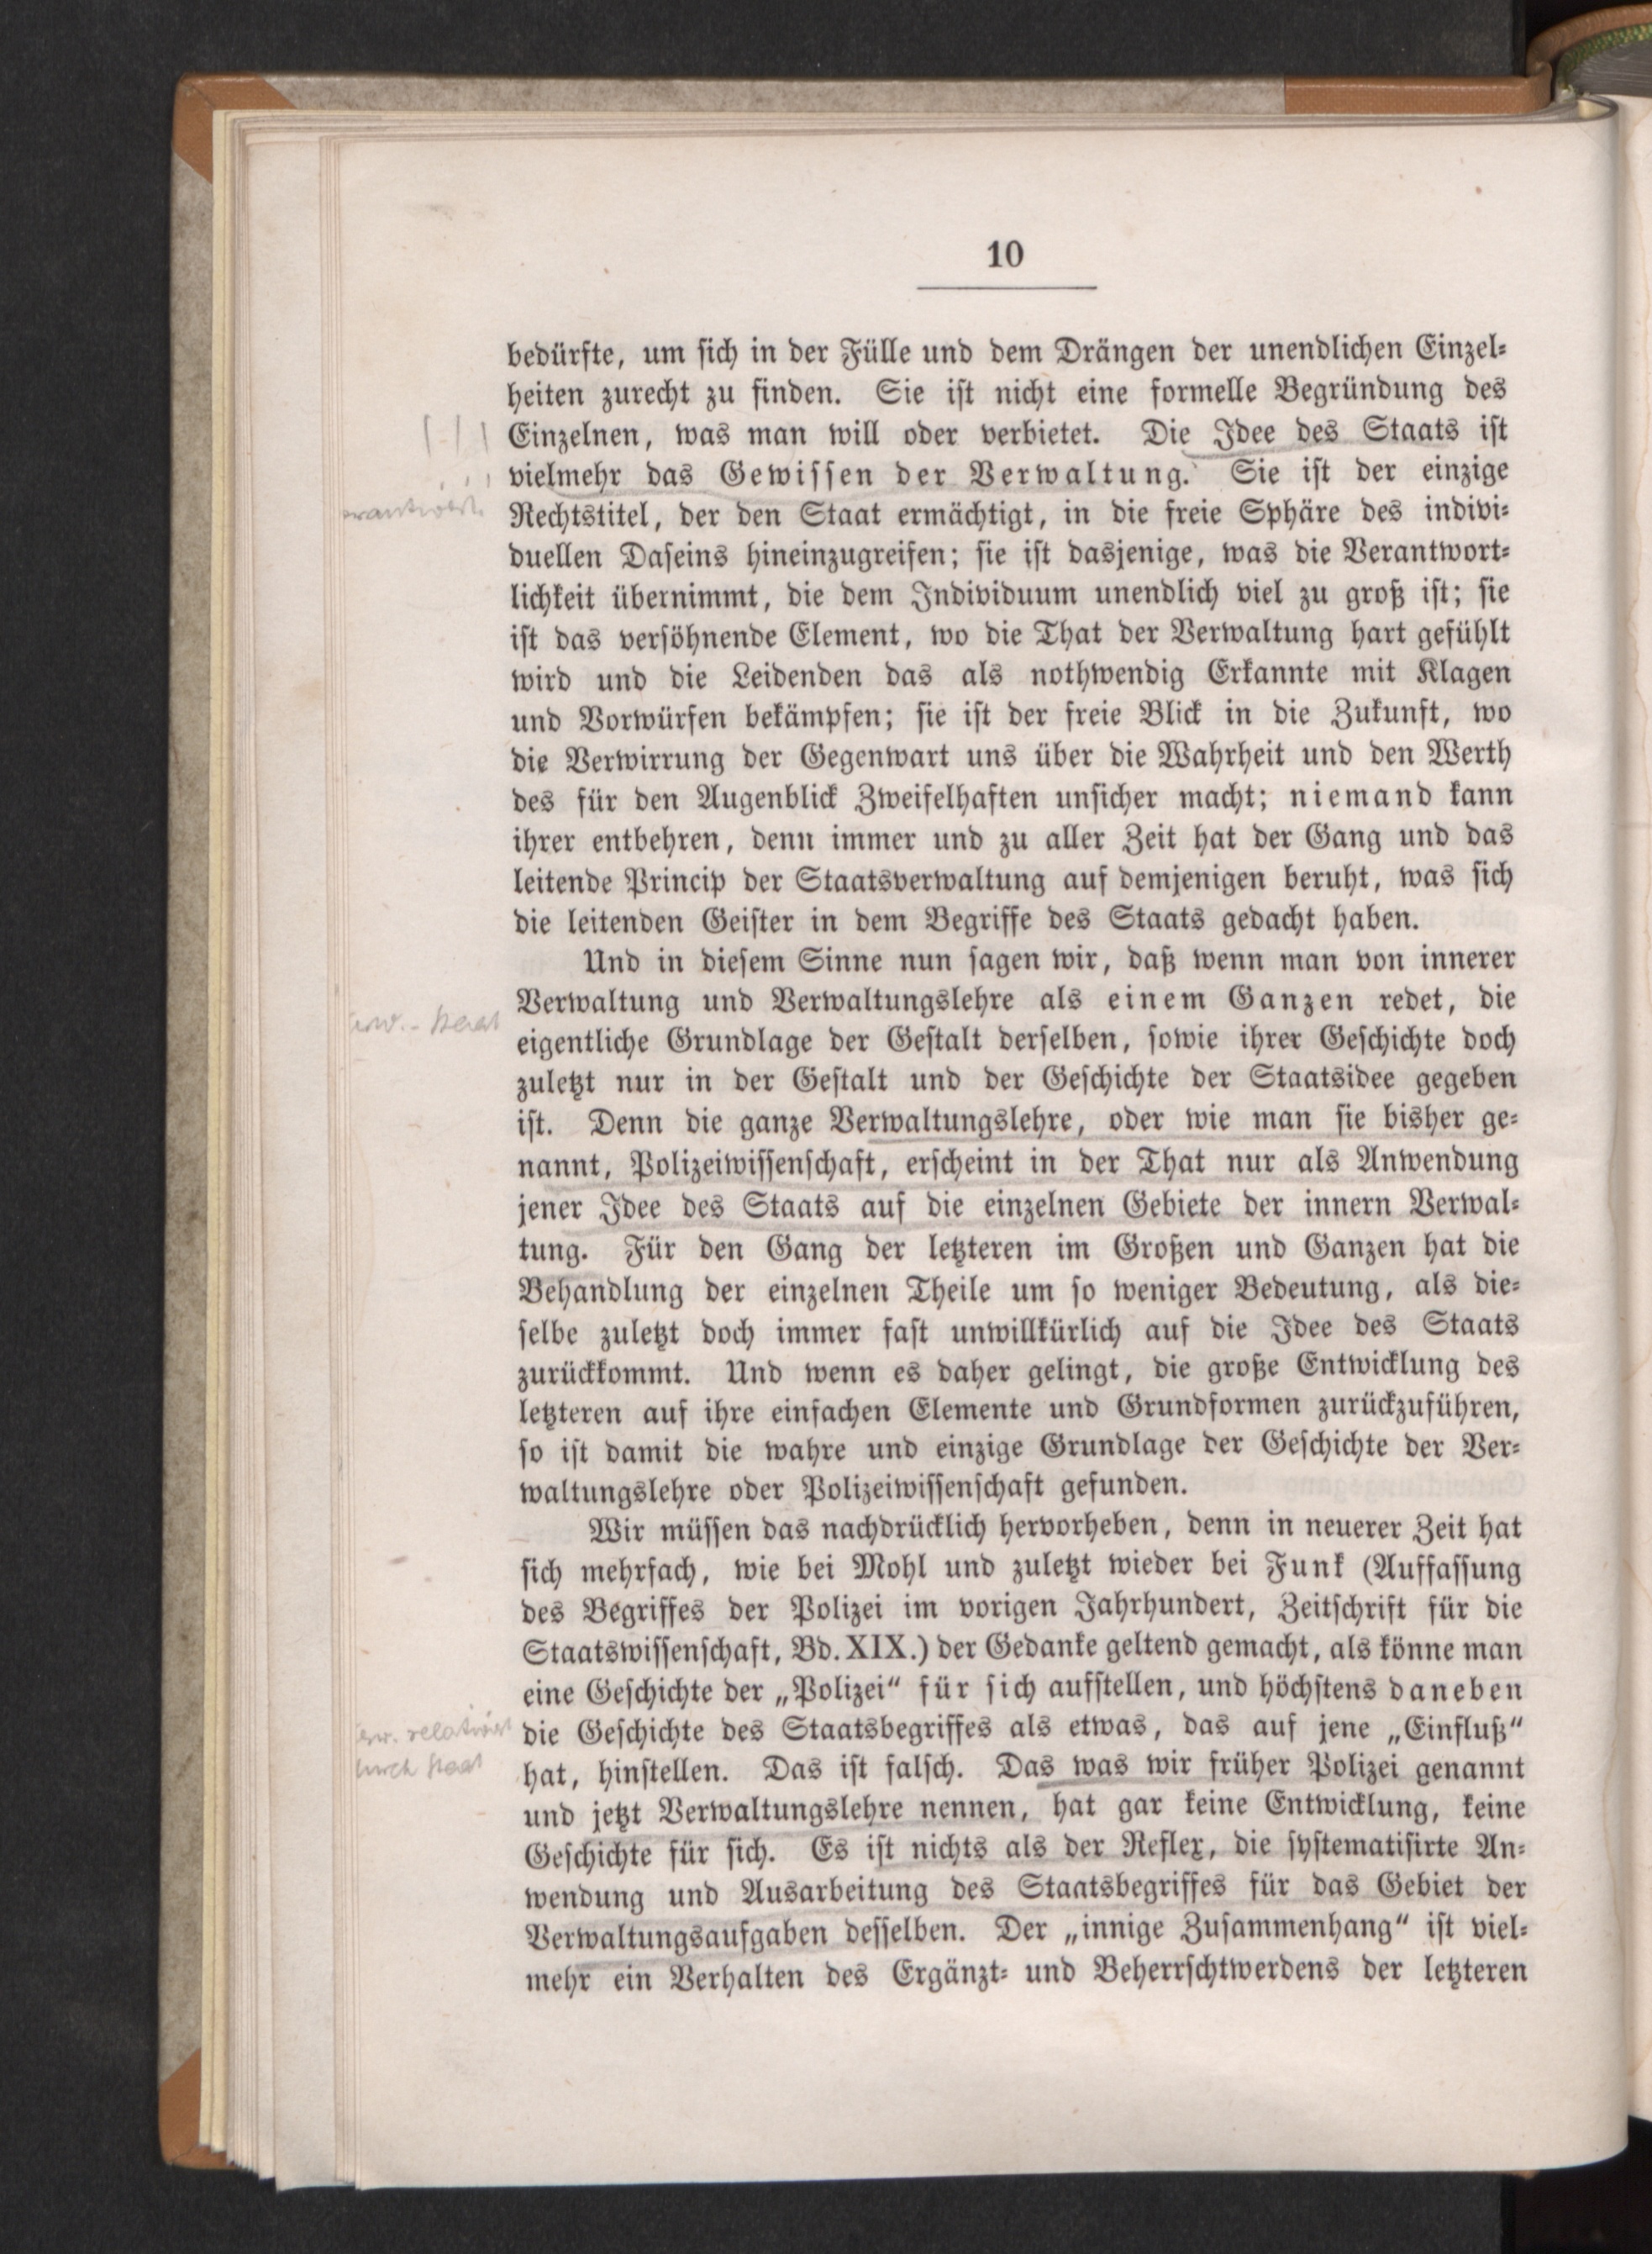 10
bedürfte, um sich in der Fülle und dem Drängen der unendlichen Einzel-
heiten zurecht zu finden. Sie ist nicht eine formelle Begründung des
Einzelnen, was man will oder verbietet. Die Idee des Staats ist
vielmehr das Gewissen der Verwaltung. Sie ist der einzige
Rechtstitel, der den Staat ermächtigt, in die freie Sphäre des indivi-
duellen Daseins hineinzugreifen; sie ist dasjenige, was die Verantwort-
lichkeit übernimmt, die dem Individuum unendlich viel zu groß ist; sie
ist das versöhnende Element, wo die That der Verwaltung hart gefühlt
wird und die Leidenden das als nothwendig Erkannte mit Klagen
und Vorwürfen bekämpfen; sie ist der freie Blick in die Zukunft, wo
die Verwirrung der Gegenwart uns über die Wahrheit und den Werth
des für den Augenblick Zweifelhaften unsicher macht; niemand kann
ihrer entbehren, denn immer und zu aller Zeit hat der Gang und das
leitende Princip der Staatsverwaltung auf demjenigen beruht, was sich
die leitenden Geister in dem Begriffe des Staats gedacht haben.
Und in diesem Sinne nun sagen wir, daß wenn man von innerer
Verwaltung und Verwaltungslehre als einem Ganzen redet, die
eigentliche Grundlage der Gestalt derselben, sowie ihrer Geschichte doch
zuletzt nur in der Gestalt und der Geschichte der Staatsidee gegeben
ist. Denn die ganze Verwaltungslehre, oder wie man sie bisher ge-
nannt, Polizeiwissenschaft, erscheint in der That nur als Anwendung
jener Idee des Staats auf die einzelnen Gebiete der innern Verwal-
tung. Für den Gang der letzteren im Großen und Ganzen hat die
Behandlung der einzelnen Theile um so weniger Bedeutung, als die-
selbe zuletzt doch immer fast unwillkürlich auf die Idee des Staats
zurückkommt. Und wenn es daher gelingt, die große Entwicklung des
letzteren auf ihre einfachen Elemente und Grundformen zurückzuführen,
so ist damit die wahre und einzige Grundlage der Geschichte der Ver-
waltungslehre oder Polizeiwissenschaft gefunden.
Wir müssen das nachdrücklich hervorheben, denn in neuerer Zeit hat
sich mehrfach, wie bei Mohl und zuletzt wieder bei Funk (Auffassung
des Begriffes der Polizei im vorigen Jahrhundert, Zeitschrift für die
Staatswissenschaft, Bd. XIX.) der Gedanke geltend gemacht, als könne man
eine Geschichte der „Polizei“ für sich aufstellen, und höchstens daneben
die Geschichte des Staatsbegriffes als etwas, das auf jene „Einfluß“
hat, hinstellen. Das ist falsch. Das was wir früher Polizei genannt
und jetzt Verwaltungslehre nennen, hat gar keine Entwicklung, keine
Geschichte für sich. Es ist nichts als der Reflex, die systematisirte An-
wendung und Ausarbeitung des Staatsbegriffes für das Gebiet der
Verwaltungsaufgaben desselben. Der „innige Zusammenhang“ ist viel-
mehr ein Verhalten des Ergänzt- und Beherrschtwerdens der letzteren